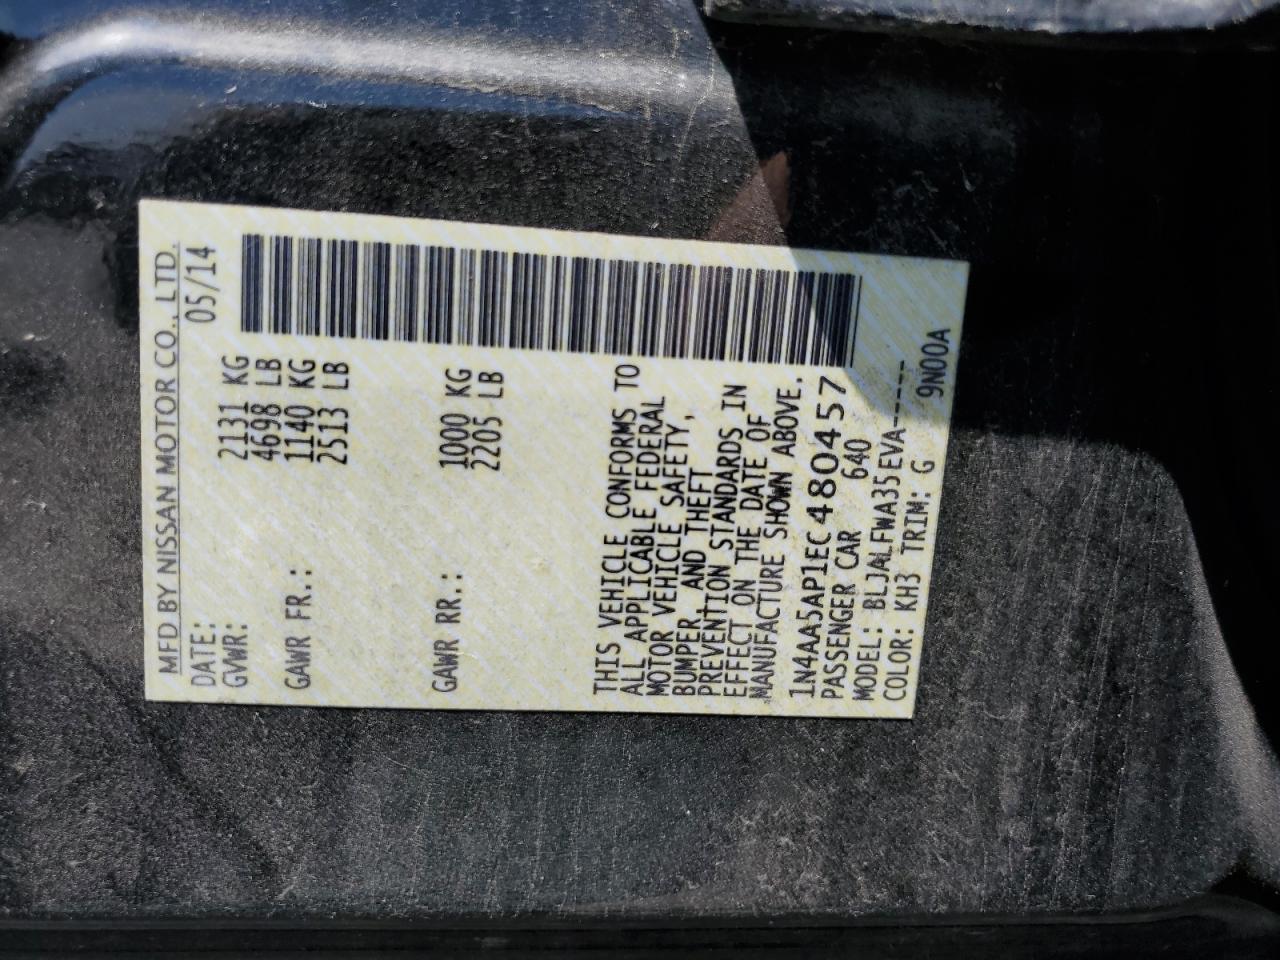 MFD BY NISSAN MOTOR CO., LTD.
DATE: 05/14
GVWR: 2131 KG
4698 LB
GAWR FR.: 1140 KG
2513 LB
GAWR RR.: 1000 KG
2205 LB
THIS VEHICLE CONFORMS TO
ALL APPLICABLE FEDERAL
MOTOR VEHICLE SAFETY,
BUMPER, AND THEFT
PREVENTION STANDARDS IN
EFFECT ON THE DATE OF
MANUFACTURE SHOWN ABOVE.
1N4AA5AP1EC480457
PASSENGER CAR 640
MODEL: BLJALFWA35EVA-----
COLOR: KH3 TRIM: G 9N00A